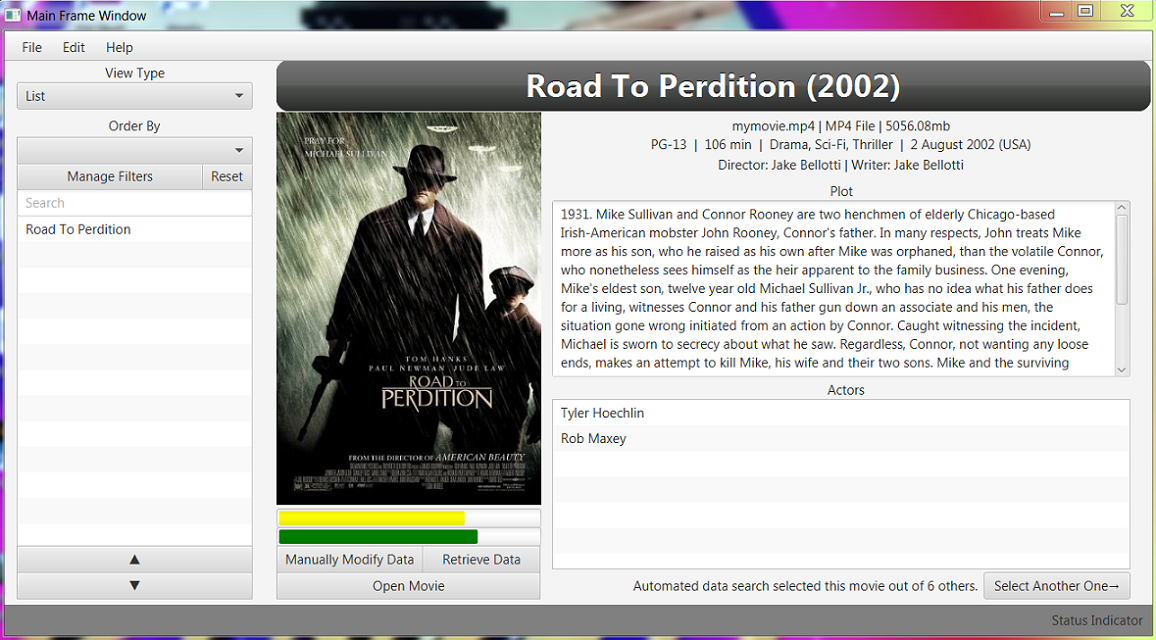 Main Frame Window
File Edit Help
View Type
List
Order By
Manage Filters Reset
Search
Road To Perdition
▲
▼
Road To Perdition (2002)
PRAY FOR
MICHAEL SULLIVAN
TOM HANKS
PAUL NEWMAN JUDE LAW
ROAD TO
PERDITION
FROM THE DIRECTOR OF AMERICAN BEAUTY
Manually Modify Data Retrieve Data
Open Movie
mymovie.mp4 | MP4 File | 5056.08mb
PG-13 | 106 min | Drama, Sci-Fi, Thriller | 2 August 2002 (USA)
Director: Jake Bellotti | Writer: Jake Bellotti
Plot
1931. Mike Sullivan and Connor Rooney are two henchmen of elderly Chicago-based
Irish-American mobster John Rooney, Connor's father. In many respects, John treats Mike
more as his son, who he raised as his own after Mike was orphaned, than the volatile Connor,
who nonetheless sees himself as the heir apparent to the family business. One evening,
Mike's eldest son, twelve year old Michael Sullivan Jr., who has no idea what his father does
for a living, witnesses Connor and his father gun down an associate and his men, the
situation gone wrong initiated from an action by Connor. Caught witnessing the incident,
Michael is sworn to secrecy about what he saw. Regardless, Connor, not wanting any loose
ends, makes an attempt to kill Mike, his wife and their two sons. Mike and the surviving
Actors
Tyler Hoechlin
Rob Maxey
Automated data search selected this movie out of 6 others. Select Another One→
Status Indicator